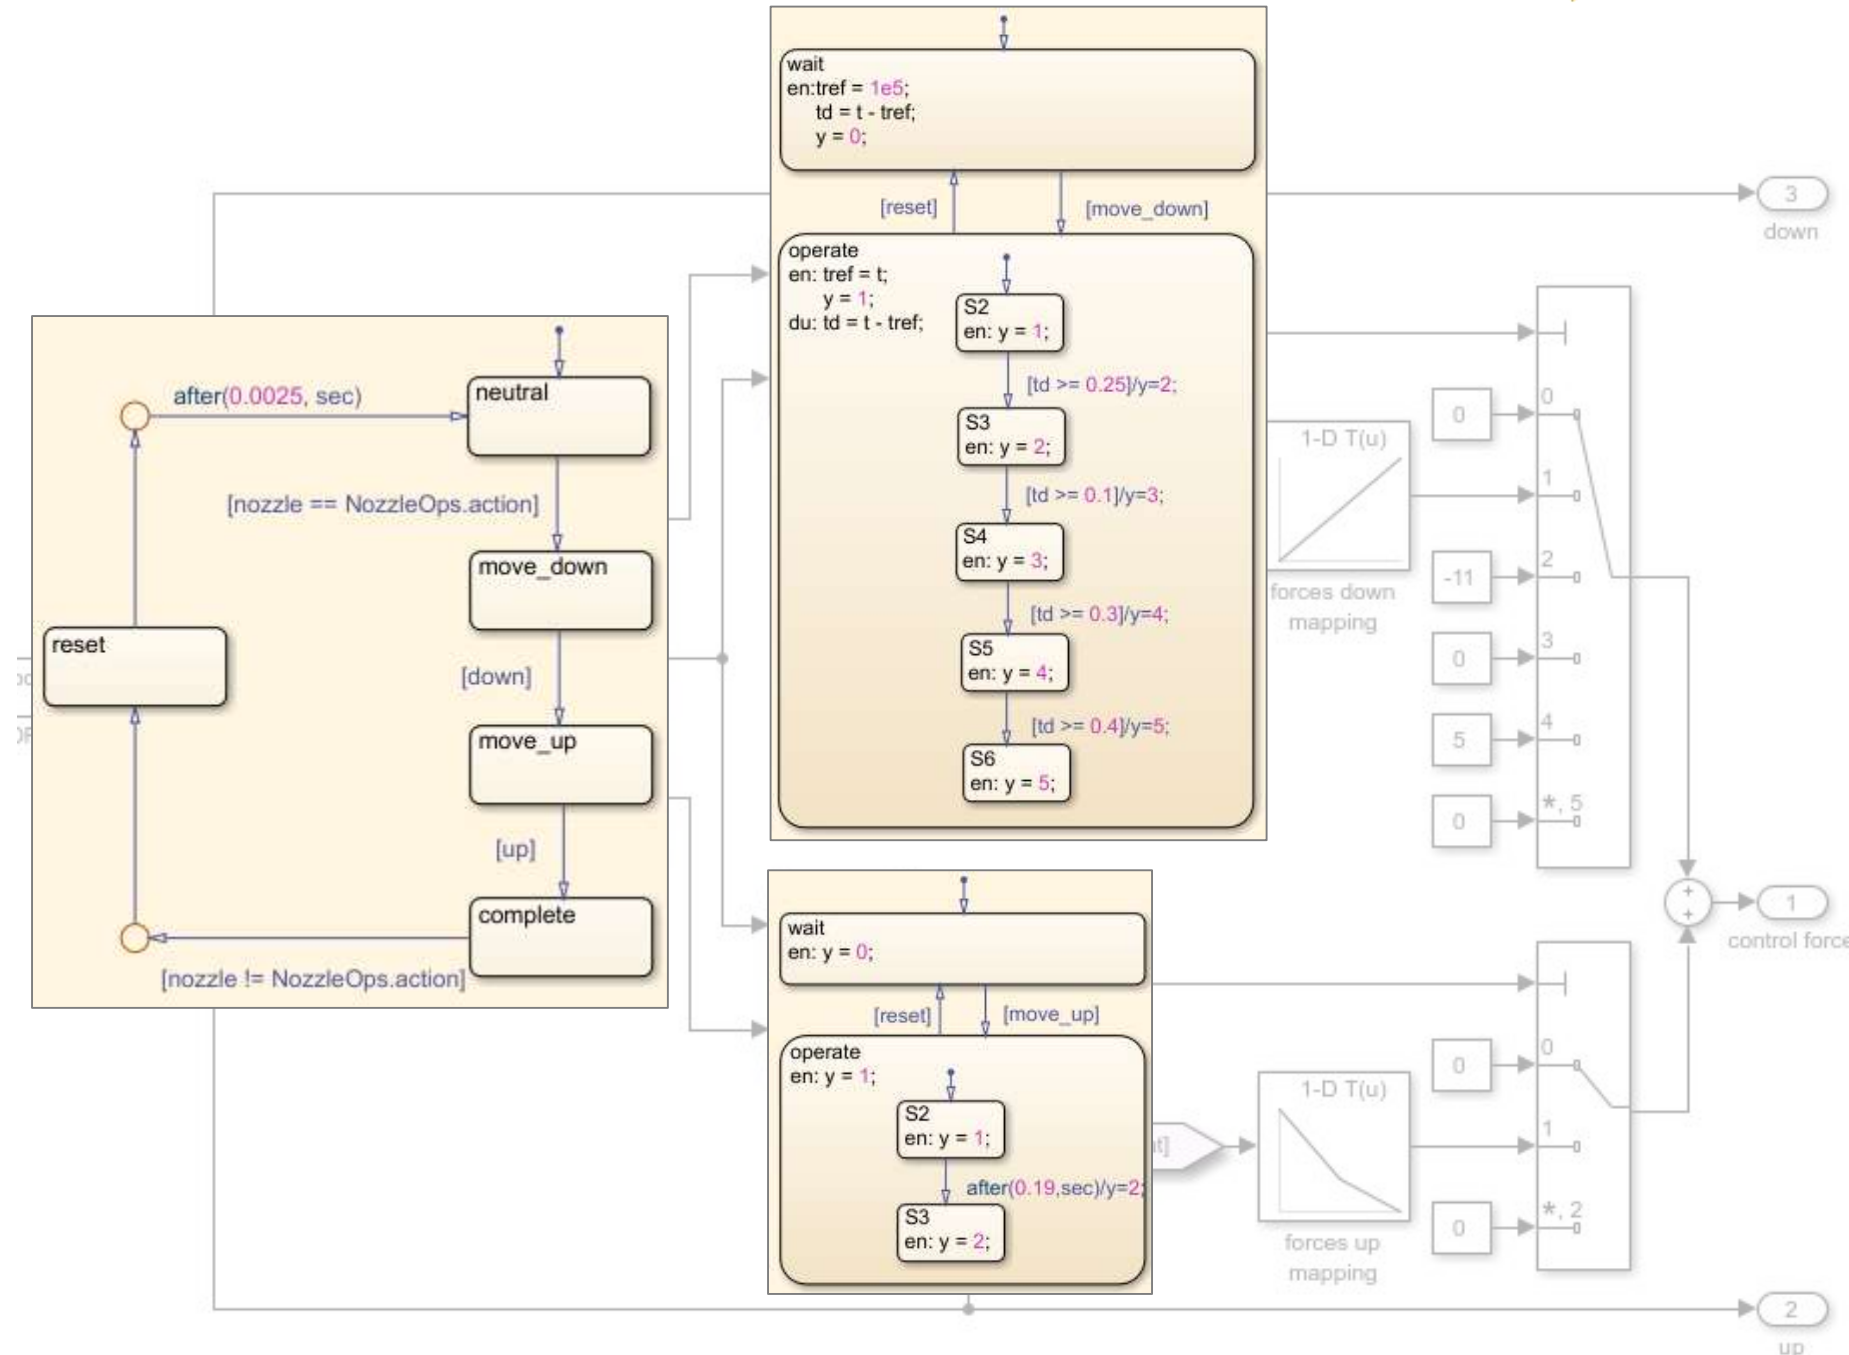 after(0.0025, sec)
neutral
[nozzle == NozzleOps.action]
move_down
reset
[down]
move_up
[up]
complete
[nozzle != NozzleOps.action]
wait
en:tref = 1e5;
td = t - tref;
y = 0;
[reset]
[move_down]
operate
en: tref = t;
y = 1;
du: td = t - tref;
S2
en: y = 1;
[td >= 0.25]/y=2;
S3
en: y = 2;
[td >= 0.1]/y=3;
S4
en: y = 3;
[td >= 0.3]/y=4;
S5
en: y = 4;
[td >= 0.4]/y=5;
S6
en: y = 5;
wait
en: y = 0;
[reset]
[move_up]
operate
en: y = 1;
S2
en: y = 1;
after(0.19,sec)/y=2;
S3
en: y = 2;
3
down
1-D T(u)
forces down
mapping
0
0
1
-11
2
0
3
5
4
0
*, 5
+
+
1
control force
1-D T(u)
forces up
mapping
0
0
1
0
*, 2
2
up